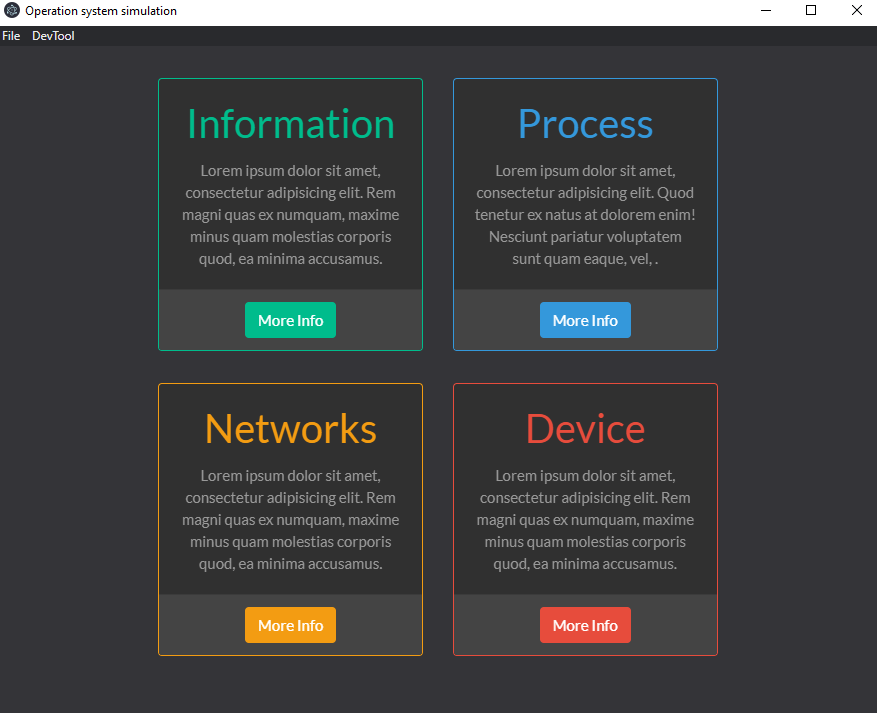 Operation system simulation
File DevTool
Information
Lorem ipsum dolor sit amet,
consectetur adipisicing elit. Rem
magni quas ex numquam, maxime
minus quam molestias corporis
quod, ea minima accusamus.
More Info
Process
Lorem ipsum dolor sit amet,
consectetur adipisicing elit. Quod
tenetur ex natus at dolorem enim!
Nesciunt pariatur voluptatem
sunt quam eaque, vel, .
More Info
Networks
Lorem ipsum dolor sit amet,
consectetur adipisicing elit. Rem
magni quas ex numquam, maxime
minus quam molestias corporis
quod, ea minima accusamus.
More Info
Device
Lorem ipsum dolor sit amet,
consectetur adipisicing elit. Rem
magni quas ex numquam, maxime
minus quam molestias corporis
quod, ea minima accusamus.
More Info